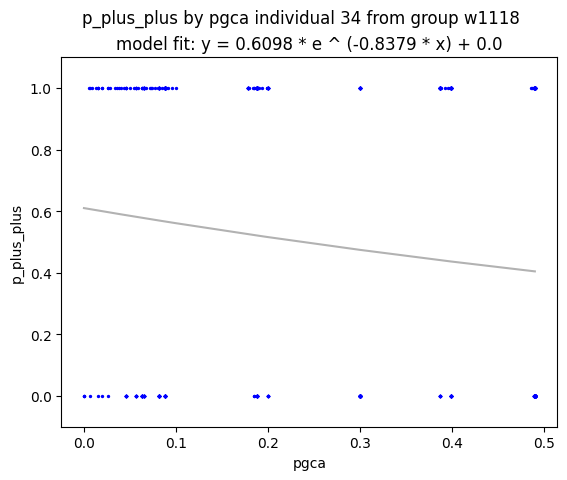 p_plus_plus by pgca individual 34 from group w1118
model fit: y = 0.6098 * e ^ (-0.8379 * x) + 0.0
1.0
0.8
0.6
0.4
0.2
0.0
p_plus_plus
0.0 0.1 0.2 0.3 0.4 0.5
pgca